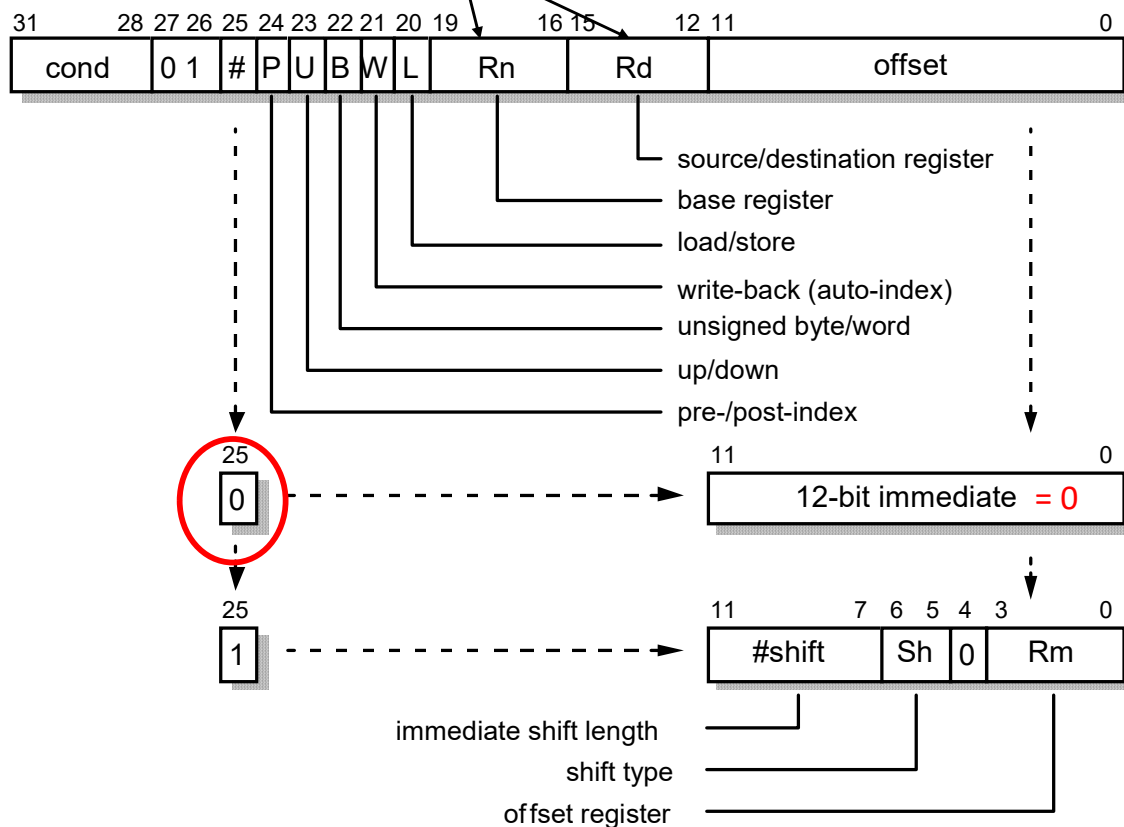 31 28 27 26 25 24 23 22 21 20 19 16 15 12 11 0
cond 0 1 # P U B W L Rn Rd offset
source/destination register
base register
load/store
write-back (auto-index)
unsigned byte/word
up/down
pre-/post-index
25 11 0
0 12-bit immediate = 0
25 11 7 6 5 4 3 0
1 #shift Sh 0 Rm
immediate shift length
shift type
offset register